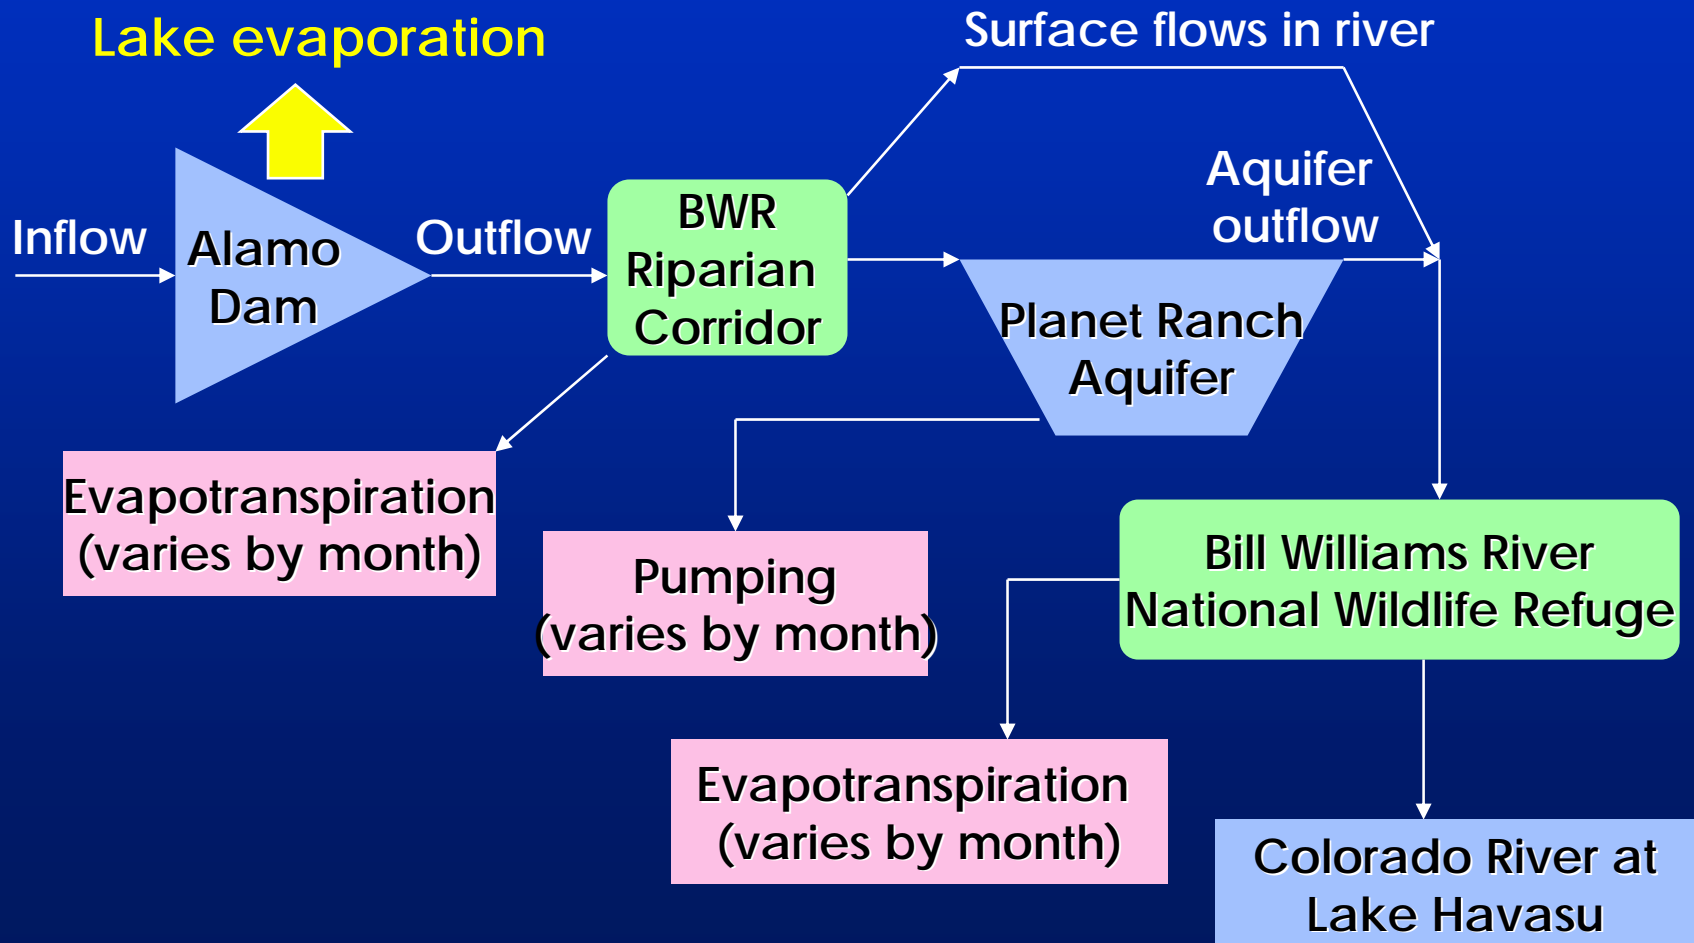 Lake evaporation
Surface flows in river
Inflow
Alamo
Dam
Outflow
BWR
Riparian
Corridor
Aquifer
outflow
Planet Ranch
Aquifer
Evapotranspiration
(varies by month)
Pumping
(varies by month)
Bill Williams River
National Wildlife Refuge
Evapotranspiration
(varies by month)
Colorado River at
Lake Havasu